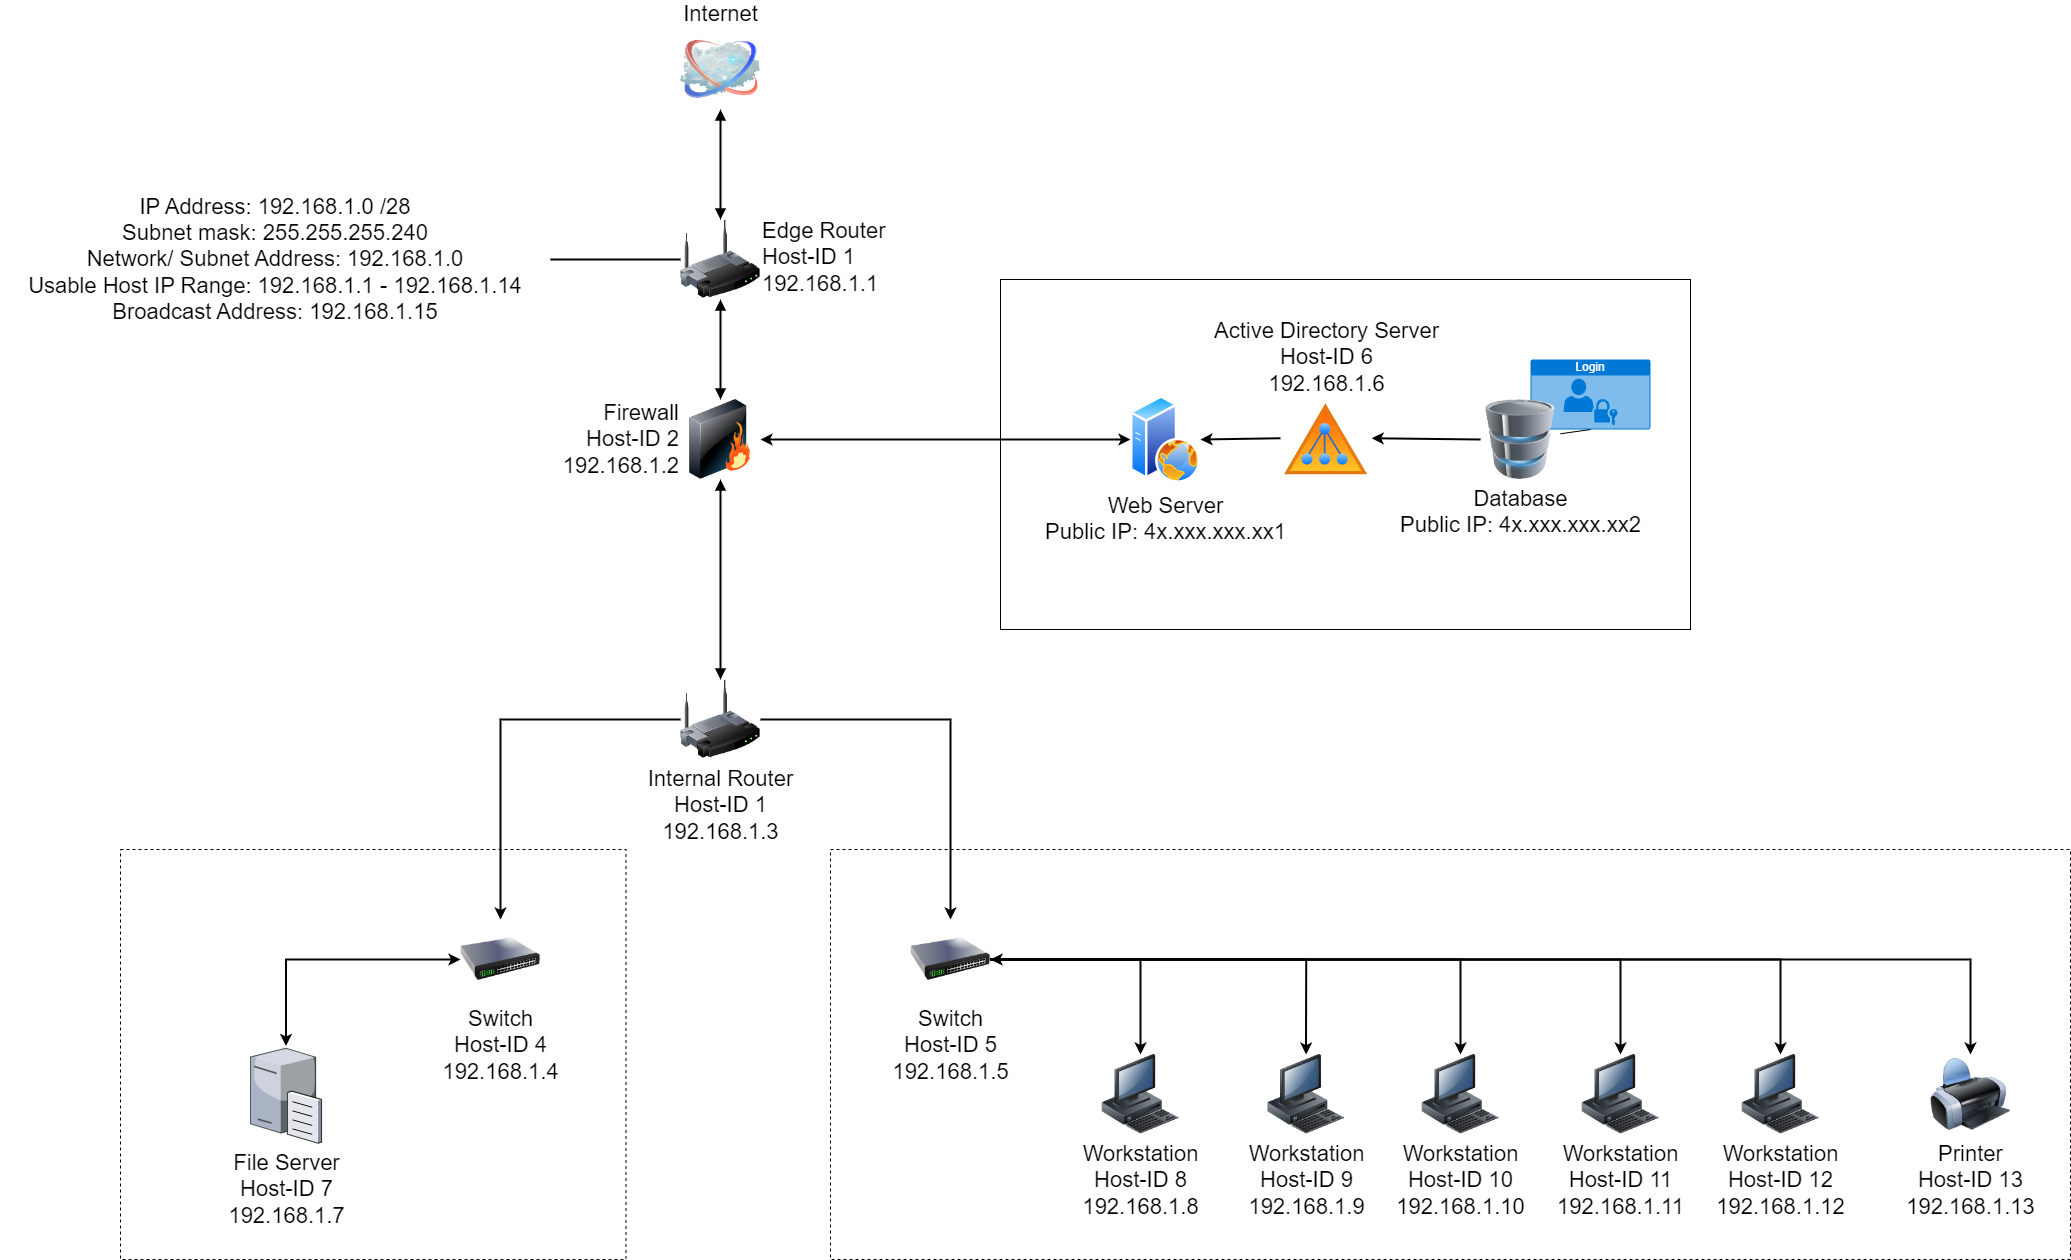 Internet
IP Address: 192.168.1.0 /28
Subnet mask: 255.255.255.240
Network/ Subnet Address: 192.168.1.0
Usable Host IP Range: 192.168.1.1 - 192.168.1.14
Broadcast Address: 192.168.1.15
Edge Router
Host-ID 1
192.168.1.1
Firewall
Host-ID 2
192.168.1.2
Active Directory Server
Host-ID 6
192.168.1.6
Login
Web Server
Public IP: 4x.xxx.xxx.xx1
Database
Public IP: 4x.xxx.xxx.xx2
Internal Router
Host-ID 1
192.168.1.3
Switch
Host-ID 4
192.168.1.4
File Server
Host-ID 7
192.168.1.7
Switch
Host-ID 5
192.168.1.5
Workstation
Host-ID 8
192.168.1.8
Workstation
Host-ID 9
192.168.1.9
Workstation
Host-ID 10
192.168.1.10
Workstation
Host-ID 11
192.168.1.11
Workstation
Host-ID 12
192.168.1.12
Printer
Host-ID 13
192.168.1.13